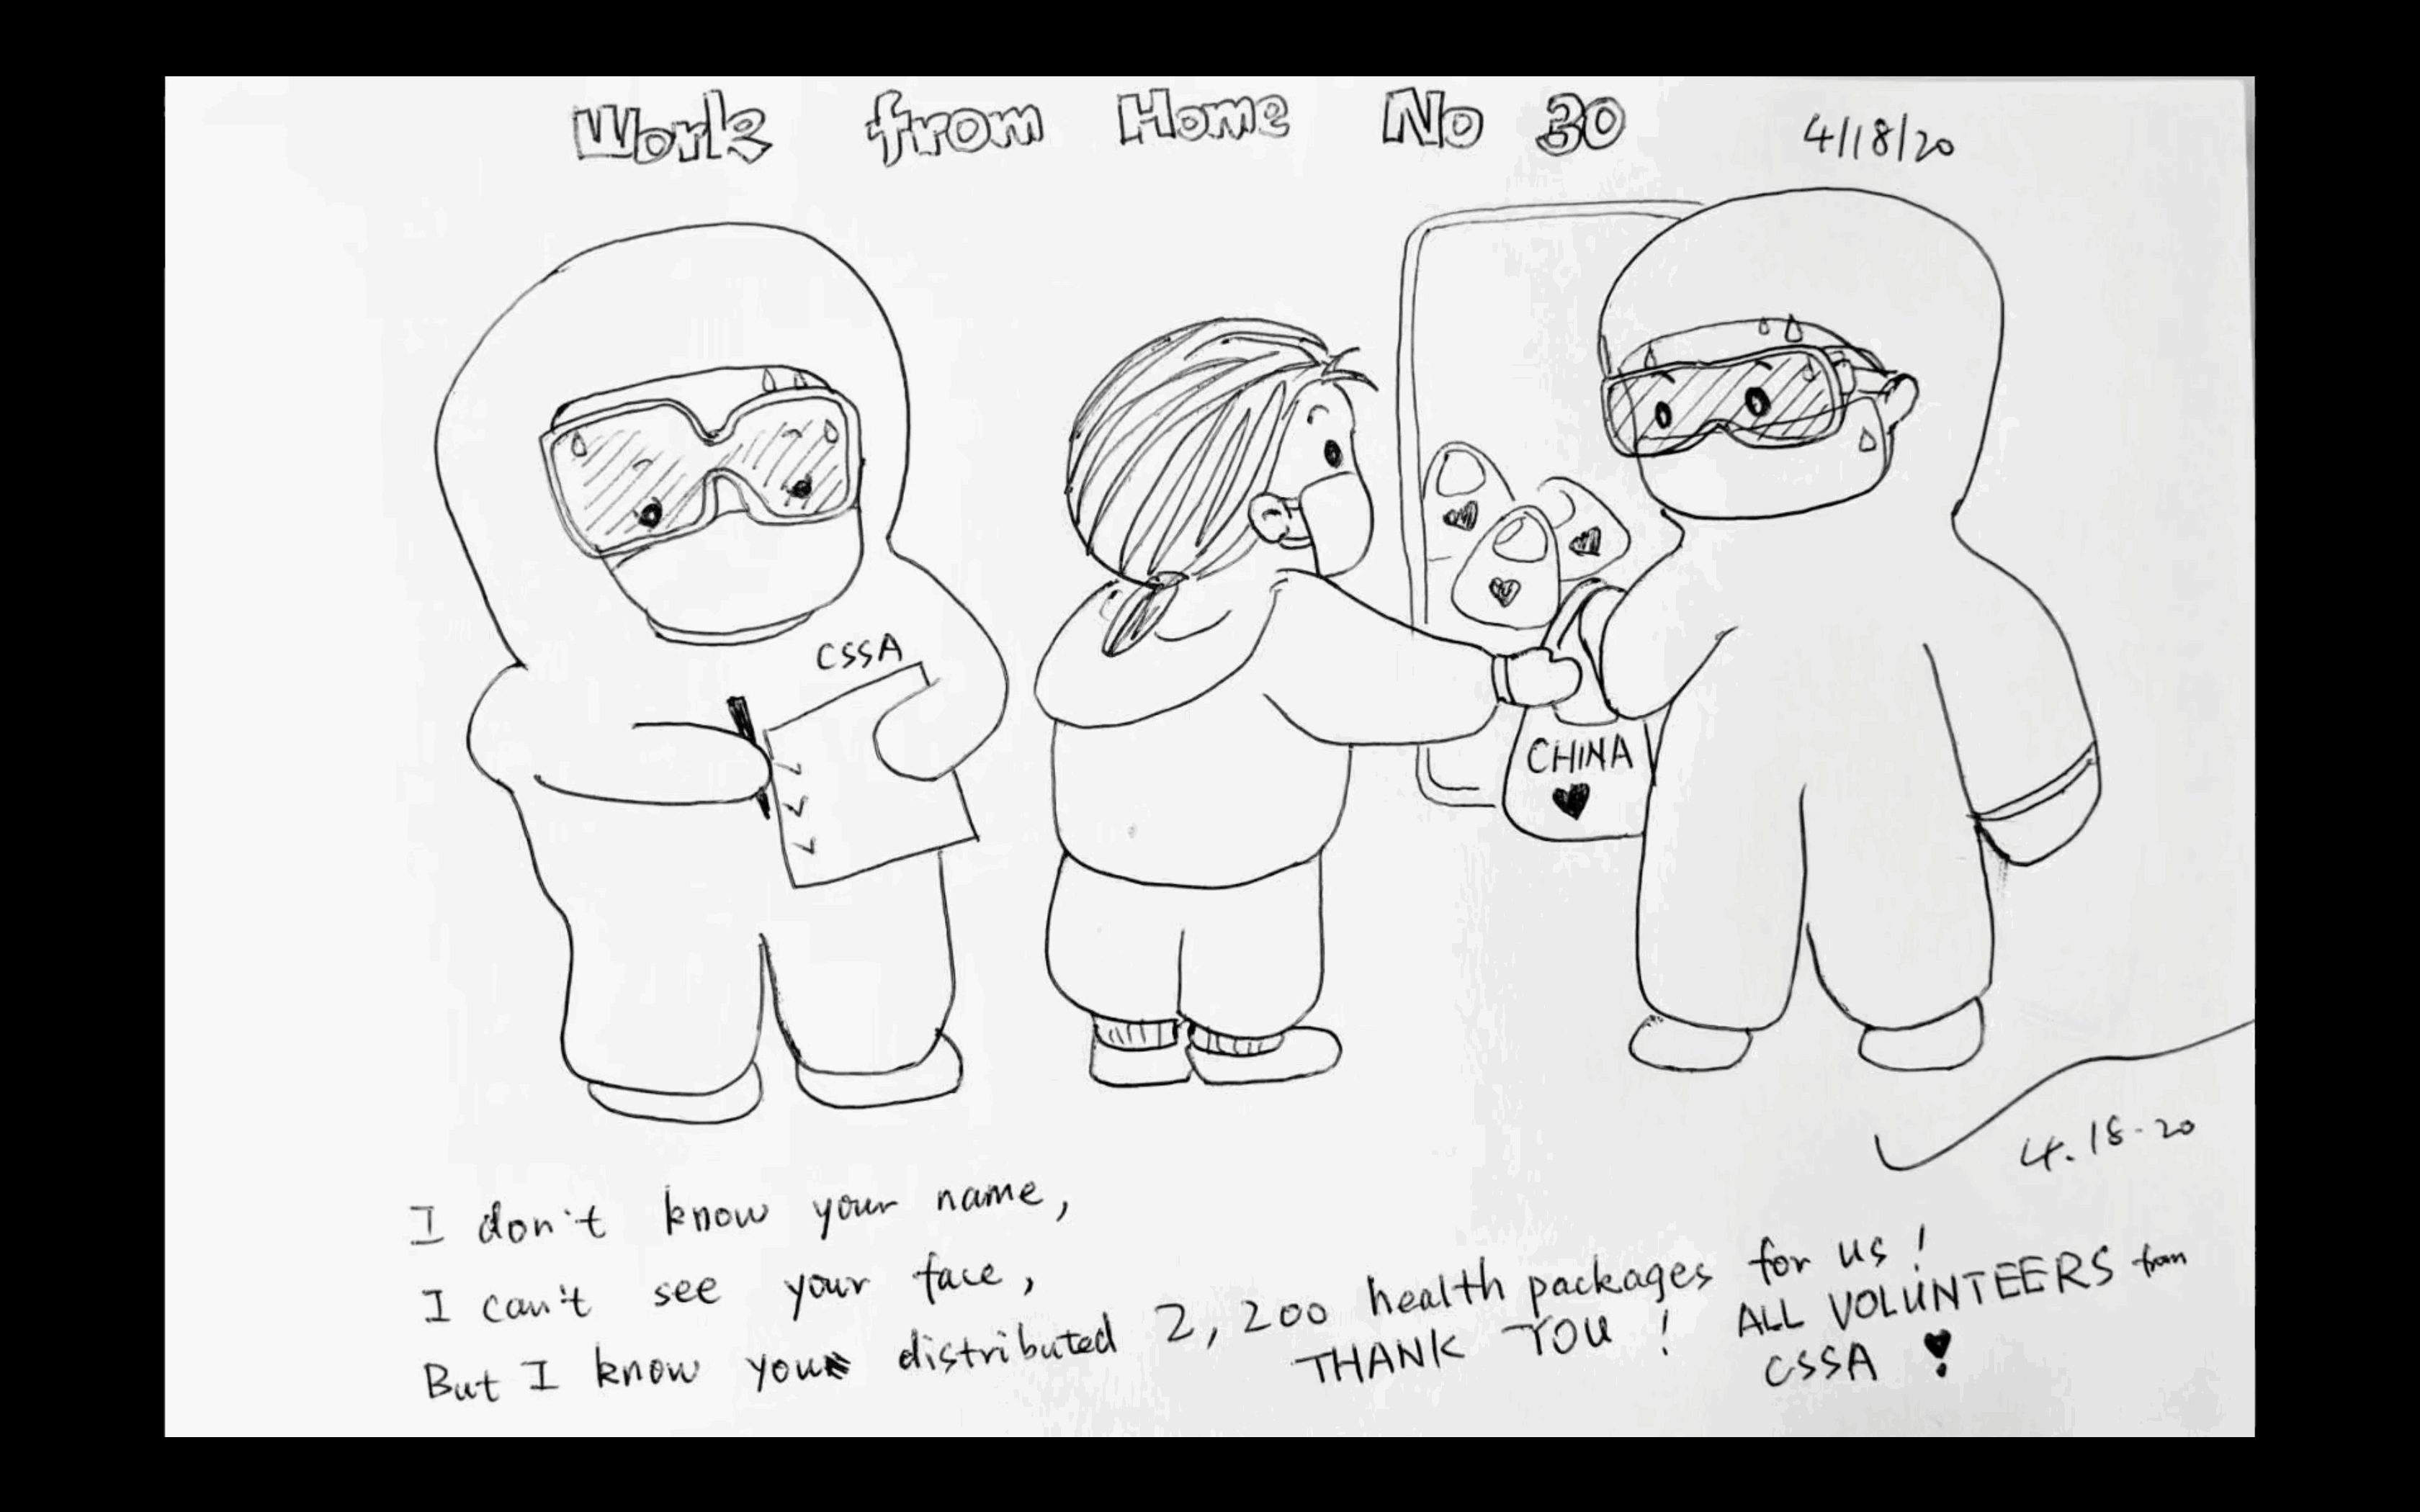 Work from Home No 30 4/18/20
CSSA
CHINA
4.18-20
I don't know your name,
I can't see your face,
But I know you distributed 2,200 health packages for us!
THANK YOU! ALL VOLUNTEERS from
CSSA